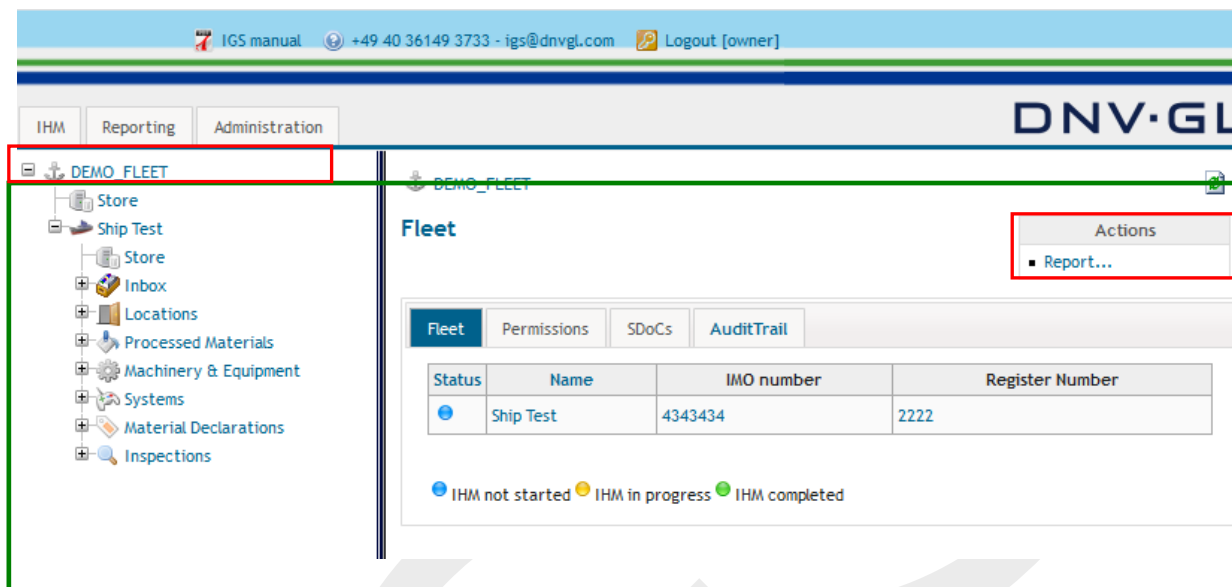 IGS manual +49 40 36149 3733 - igs@dnvgl.com Logout [owner]
IHM Reporting Administration
DNV·GL
DEMO_FLEET
Store
Ship Test
Store
Inbox
Locations
Processed Materials
Machinery & Equipment
Systems
Material Declarations
Inspections
DEMO_FLEET
Fleet
Actions
Report...
Fleet Permissions SDoCs AuditTrail
Status Name IMO number Register Number
Ship Test 4343434 2222
IHM not started IHM in progress IHM completed